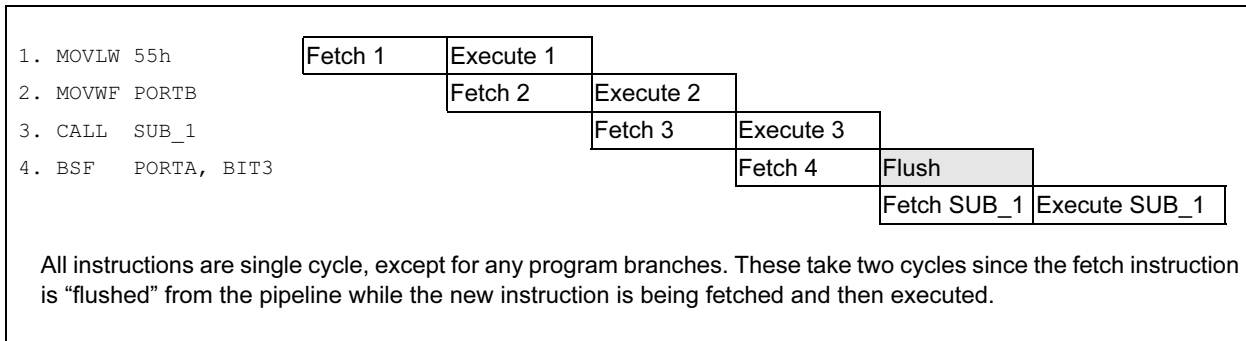 1. MOVLW 55h Fetch 1 Execute 1
2. MOVWF PORTB Fetch 2 Execute 2
3. CALL SUB_1 Fetch 3 Execute 3
4. BSF PORTA, BIT3 Fetch 4 Flush
Fetch SUB_1 Execute SUB_1
All instructions are single cycle, except for any program branches. These take two cycles since the fetch instruction
is “flushed” from the pipeline while the new instruction is being fetched and then executed.